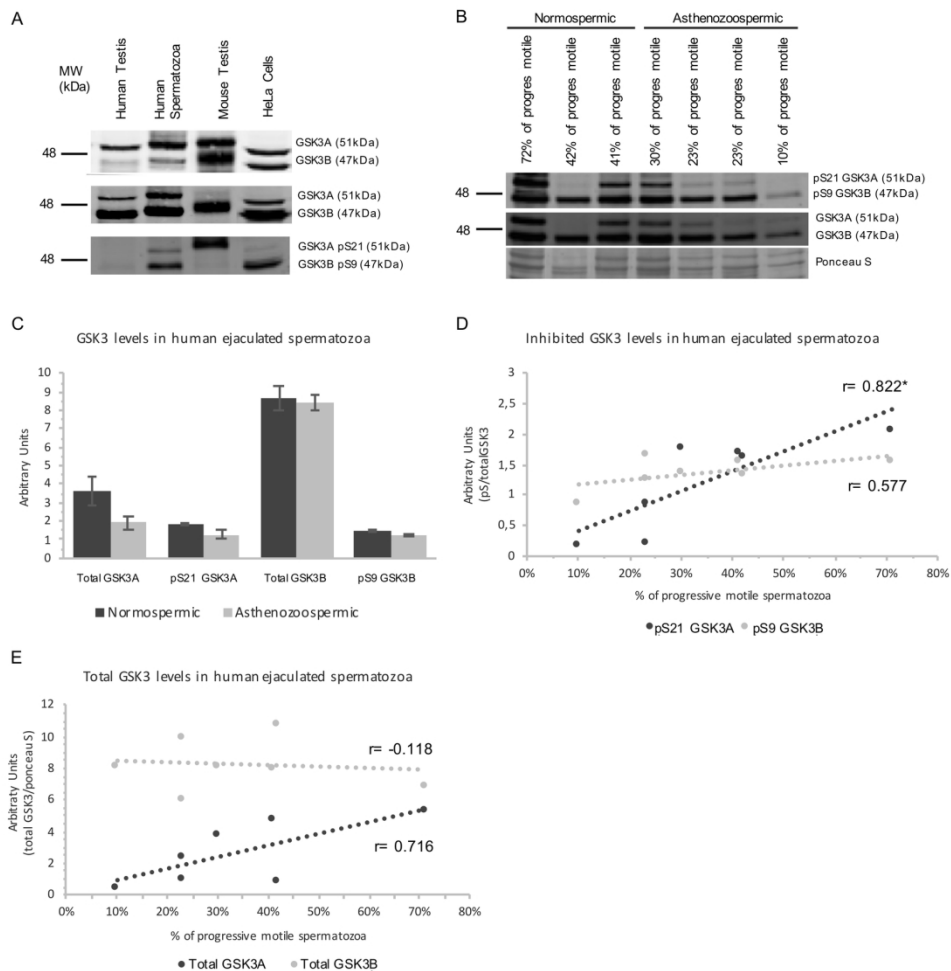 A
MW
(kDa)
Human Testis
Human
Spermatozoa
Mouse Testis
HeLa Cells
48
GSK3A (51kDa)
GSK3B (47kDa)
48
GSK3A (51kDa)
GSK3B (47kDa)
48
GSK3A pS21 (51kDa)
GSK3B pS9 (47kDa)
B
Normospermic
Asthenozoospermic
72% of progres motile
42% of progres motile
41% of progres motile
30% of progres motile
23% of progres motile
23% of progres motile
10% of progres motile
48
pS21 GSK3A (51kDa)
pS9 GSK3B (47kDa)
48
GSK3A (51kDa)
GSK3B (47kDa)
Ponceau S
C
GSK3 levels in human ejaculated spermatozoa
Arbitrary Units
10
9
8
7
6
5
4
3
2
1
0
Total GSK3A
pS21 GSK3A
Total GSK3B
pS9 GSK3B
Normospermic
Asthenozoospermic
D
Inhibited GSK3 levels in human ejaculated spermatozoa
Arbitraty Units
(pS/totalGSK3
3
2,5
2
1,5
1
0,5
0
r= 0.822*
r= 0.577
0%
10%
20%
30%
40%
50%
60%
70%
% of progressive motile spermatozoa
pS21 GSK3A
pS9 GSK3B
E
Total GSK3 levels in human ejaculated spermatozoa
Arbitraty Units
(total GSK3/ponceau S)
12
10
8
6
4
2
0
r= -0.118
r= 0.716
0%
10%
20%
30%
40%
50%
60%
70%
80%
% of progressive motile spermatozoa
Total GSK3A
Total GSK3B